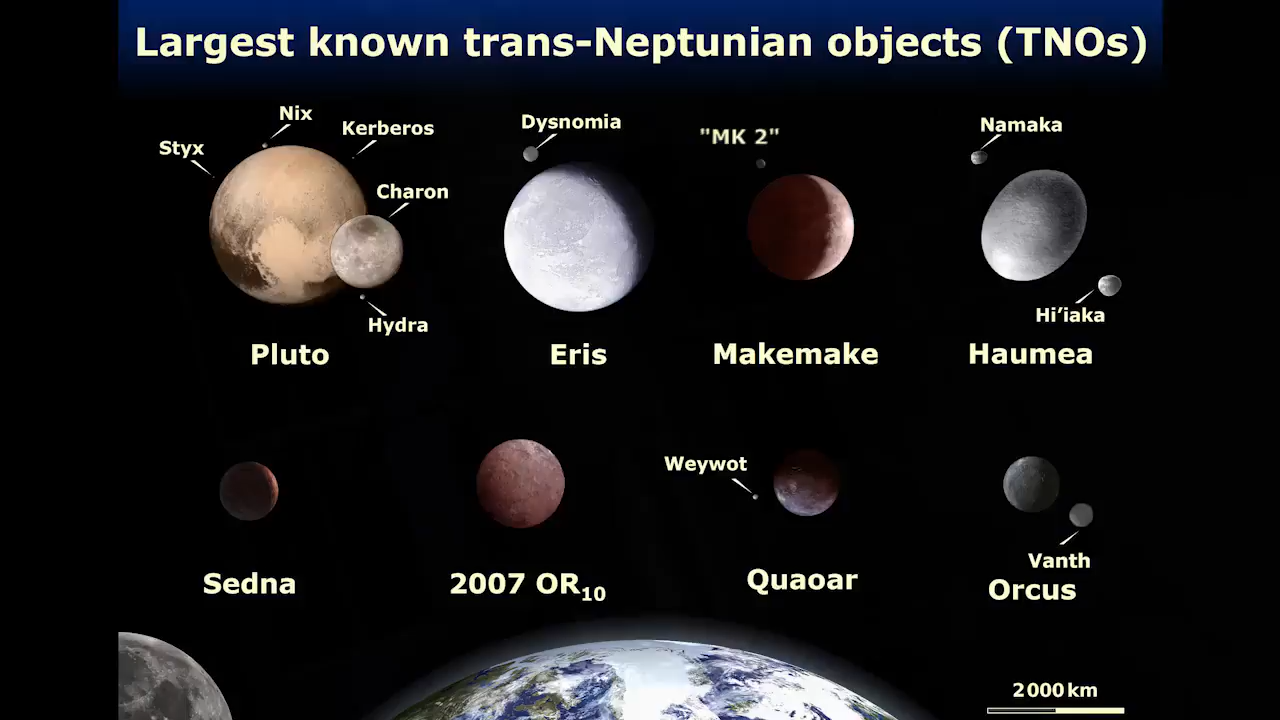 Largest known trans-Neptunian objects (TNOs)
Nix
Kerberos
Styx
Charon
Hydra
Dysnomia
"MK 2"
Namaka
Hi’iaka
Pluto
Eris
Makemake
Haumea
Weywot
Vanth
Sedna
2007 OR10
Quaoar
Orcus
2000 km